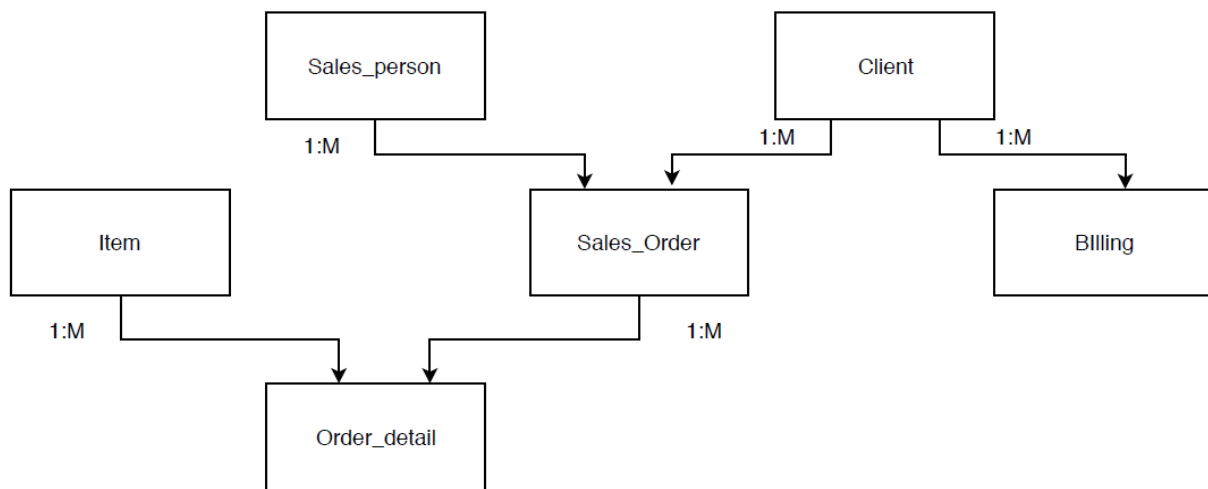 Sales_person
Client
1:M
1:M
1:M
Item
Sales_Order
BIlling
1:M
1:M
Order_detail